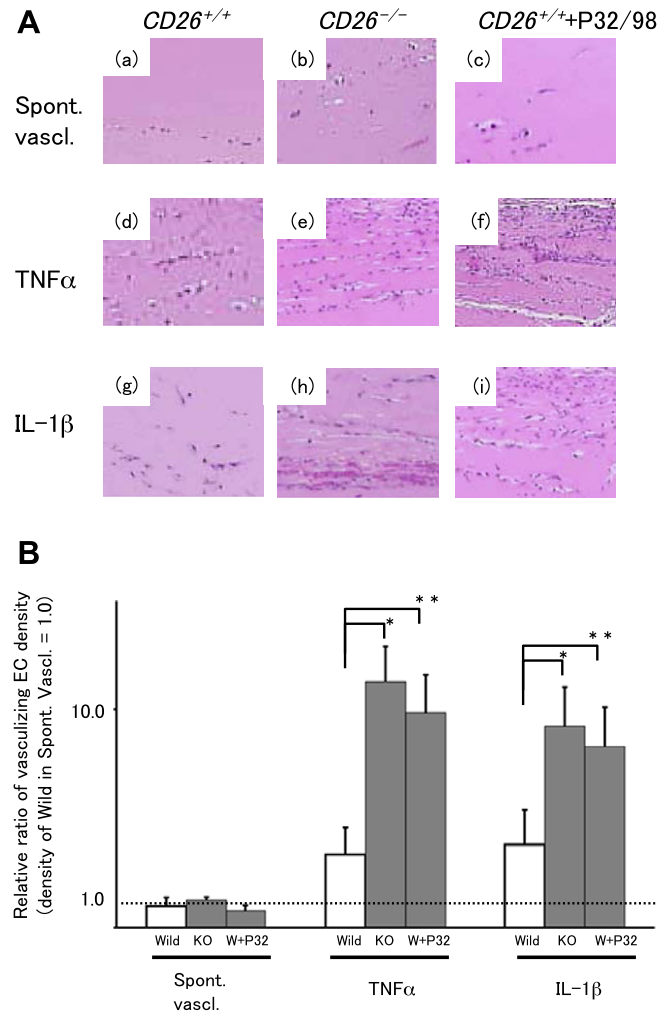 A
CD26+/+ CD26−/− CD26+/++P32/98
Spont.
vascl.
(a) (b) (c)
TNFα
(d) (e) (f)
IL-1β
(g) (h) (i)
B
Relative ratio of vasculizing EC density
(density of Wild in Spont. Vascl. = 1.0)
10.0
1.0
* * *
* * *
Wild KO W+P32 Wild KO W+P32 Wild KO W+P32
Spont.
vascl.
TNFα
IL-1β